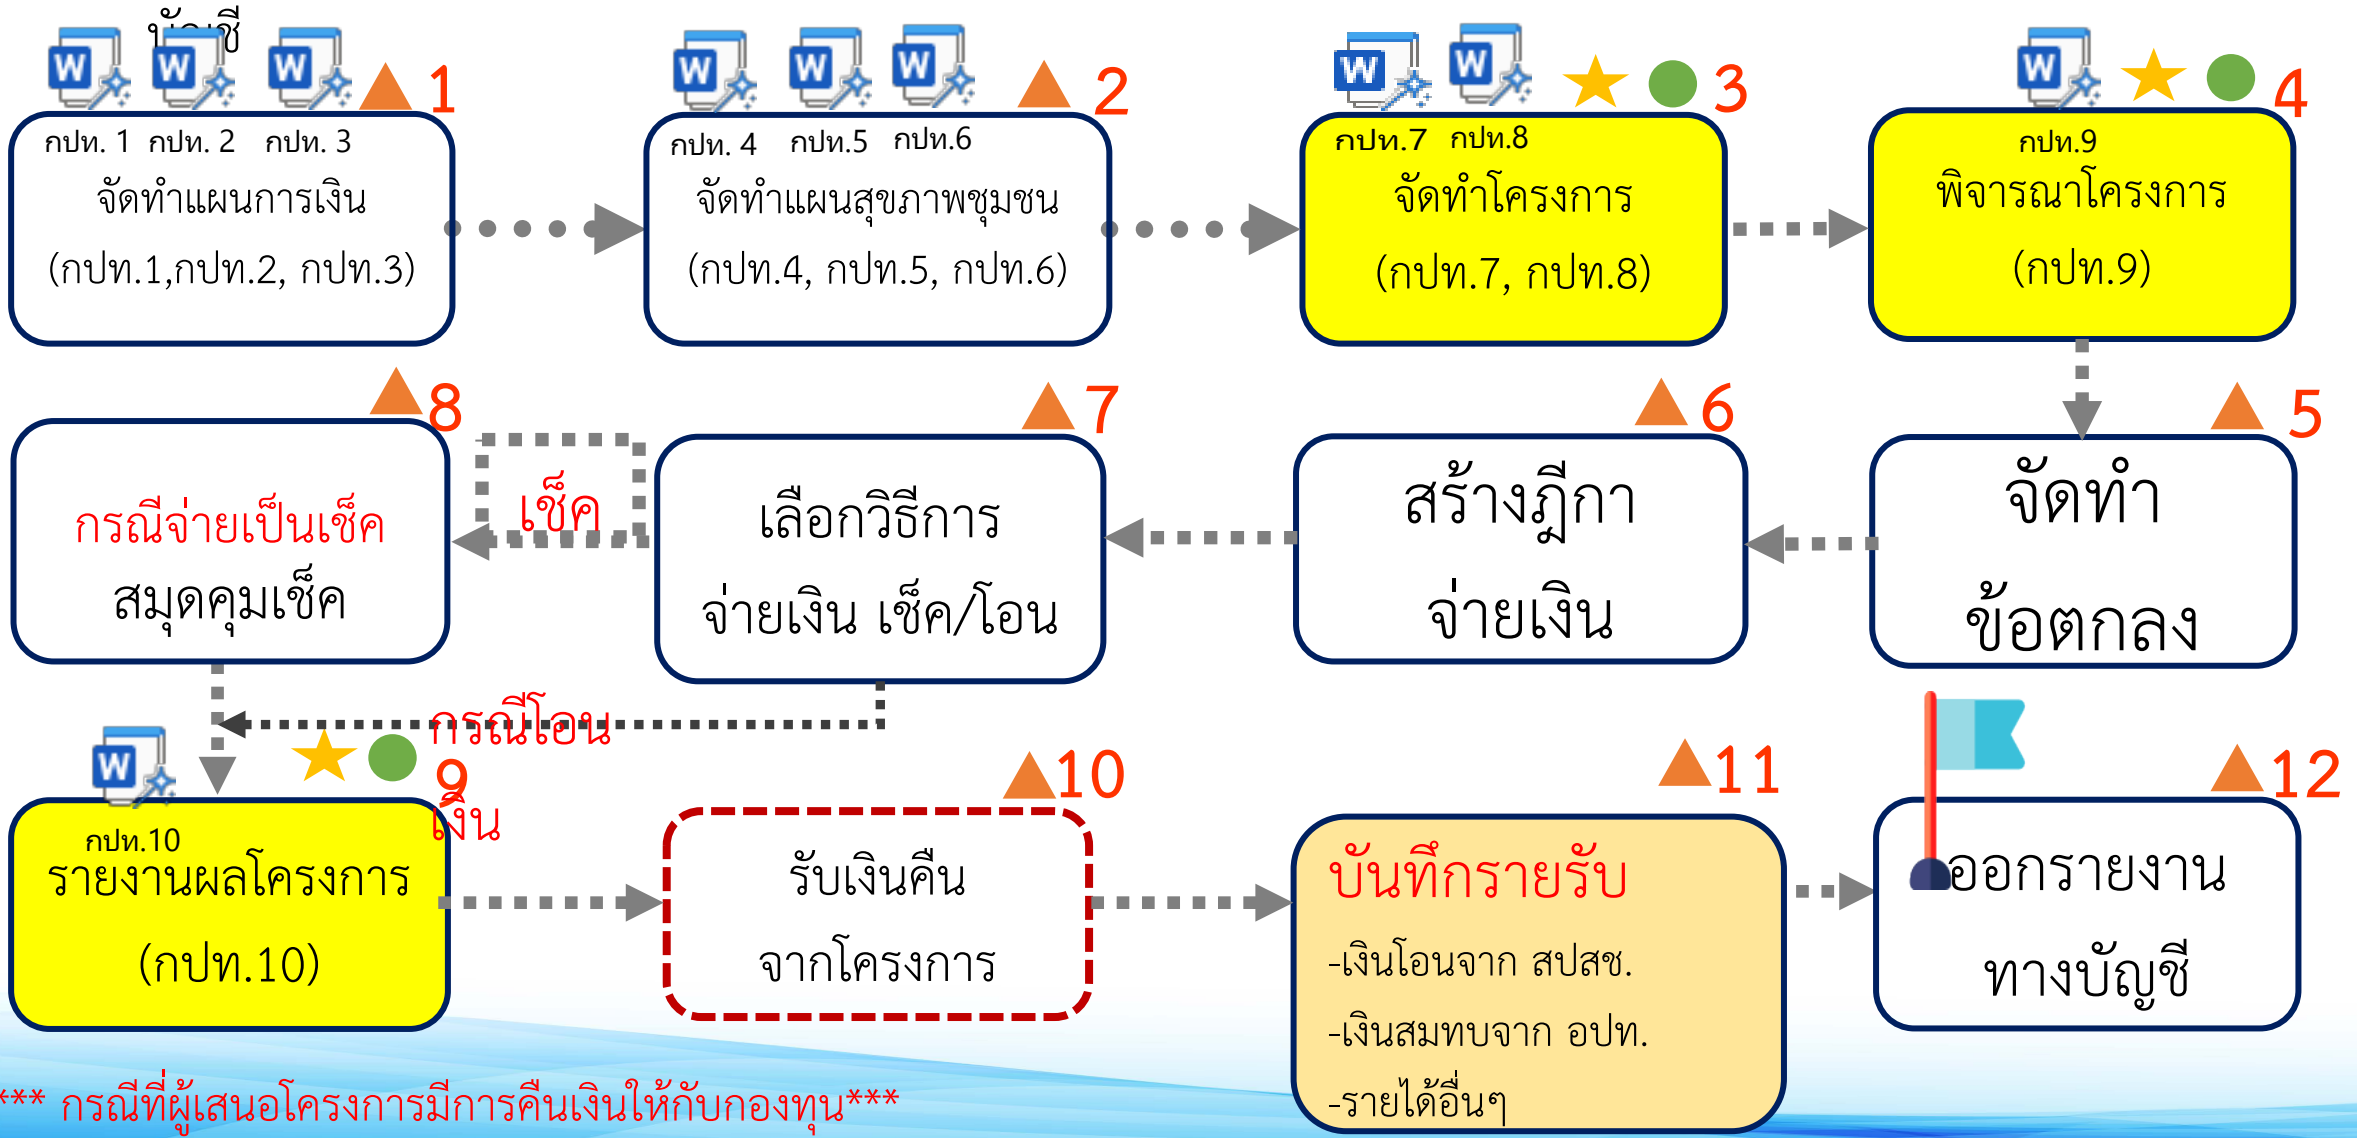 บัญชี
W W W 1
W W W 2
W W 3
W 4
กปท. 1 กปท. 2 กปท. 3
จัดทำแผนการเงิน
(กปท.1,กปท.2, กปท.3)
กปท. 4 กปท.5 กปท.6
จัดทำแผนสุขภาพชุมชน
(กปท.4, กปท.5, กปท.6)
กปท.7 กปท.8
จัดทำโครงการ
(กปท.7, กปท.8)
กปท.9
พิจารณาโครงการ
(กปท.9)
5
จัดทำ
ข้อตกลง
6
สร้างฎีกา
จ่ายเงิน
7
เลือกวิธีการ
จ่ายเงิน เช็ค/โอน
เช็ค
8
กรณีจ่ายเป็นเช็ค
สมุดคุมเช็ค
กรณีโอน
เงิน
W 9
กปท.10
รายงานผลโครงการ
(กปท.10)
10
รับเงินคืน
จากโครงการ
11
บันทึกรายรับ
-เงินโอนจาก สปสช.
-เงินสมทบจาก อปท.
-รายได้อื่นๆ
12
ออกรายงาน
ทางบัญชี
*** กรณีที่ผู้เสนอโครงการมีการคืนเงินให้กับกองทุน***